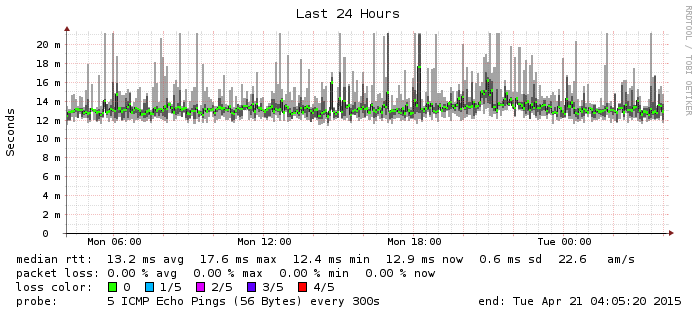 Last 24 Hours
RRDTOOL / TOBI OETIKER
Seconds
20 m
18 m
16 m
14 m
12 m
10 m
8 m
6 m
4 m
2 m
0
Mon 06:00 Mon 12:00 Mon 18:00 Tue 00:00
median rtt: 13.2 ms avg 17.6 ms max 12.4 ms min 12.9 ms now 0.6 ms sd 22.6 am/s
packet loss: 0.00 % avg 0.00 % max 0.00 % min 0.00 % now
loss color: 0 1/5 2/5 3/5 4/5
probe: 5 ICMP Echo Pings (56 Bytes) every 300s end: Tue Apr 21 04:05:20 2015